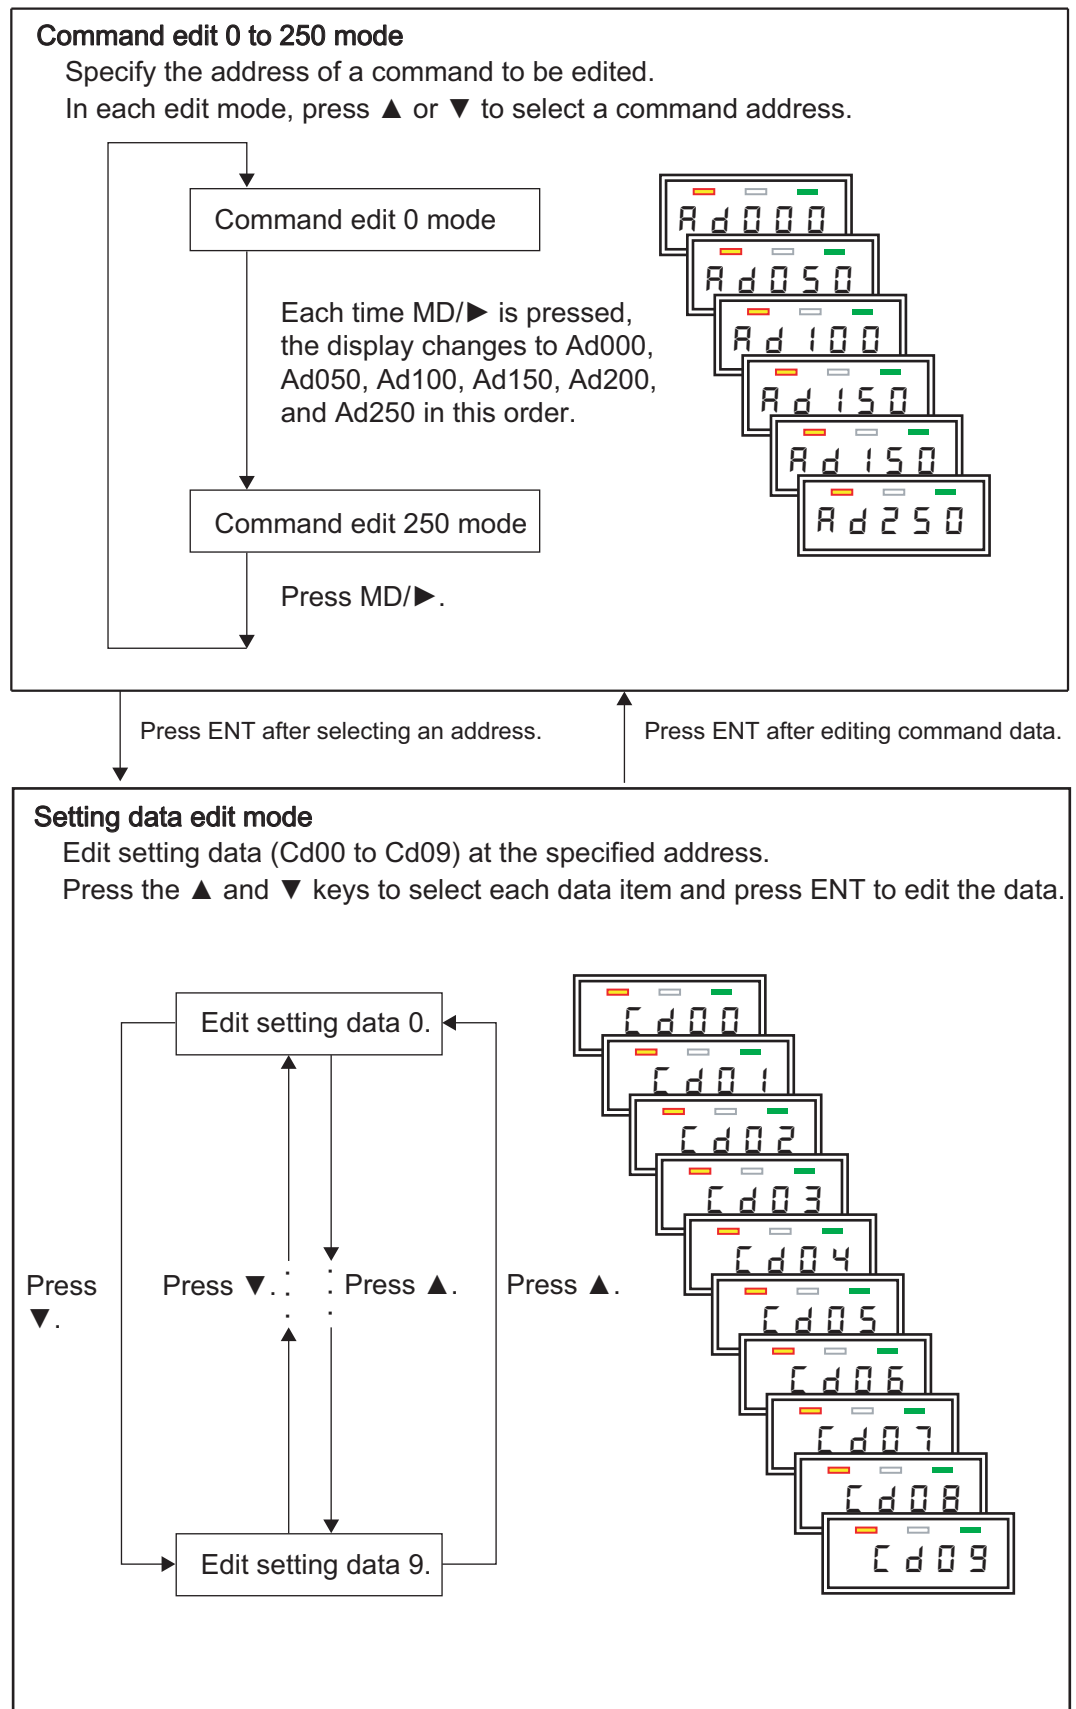 Command edit 0 to 250 mode
Specify the address of a command to be edited.
In each edit mode, press ▲ or ▼ to select a command address.
Command edit 0 mode
Each time MD/► is pressed,
the display changes to Ad000,
Ad050, Ad100, Ad150, Ad200,
and Ad250 in this order.
Command edit 250 mode
Press MD/►.
Ad000
Ad050
Ad100
Ad150
Ad150
Ad250
Press ENT after selecting an address.
Press ENT after editing command data.
Setting data edit mode
Edit setting data (Cd00 to Cd09) at the specified address.
Press the ▲ and ▼ keys to select each data item and press ENT to edit the data.
Edit setting data 0.
Press
▼.
Press ▼.
Press ▲.
Press ▲.
Edit setting data 9.
Cd00
Cd01
Cd02
Cd03
Cd04
Cd05
Cd06
Cd07
Cd08
Cd09